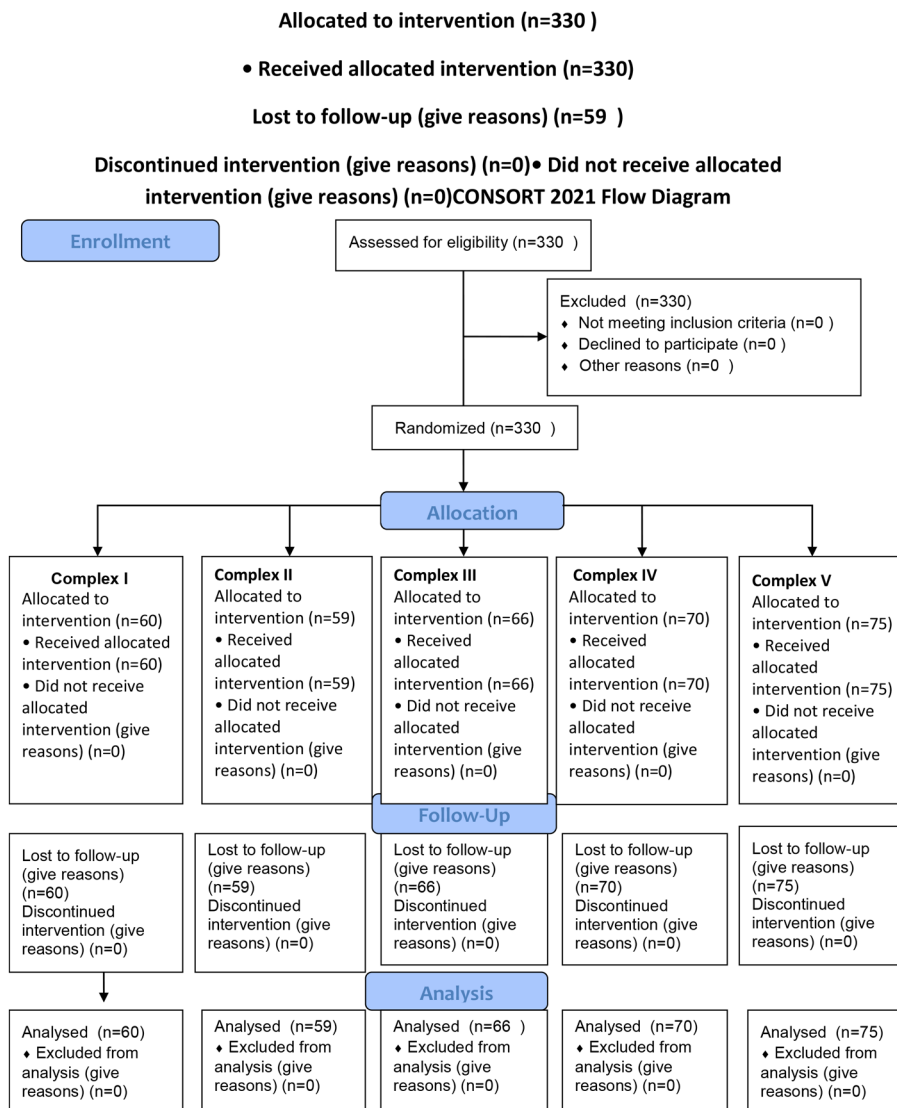 Allocated to intervention (n=330 )
• Received allocated intervention (n=330)
Lost to follow-up (give reasons) (n=59 )
Discontinued intervention (give reasons) (n=0)• Did not receive allocated
intervention (give reasons) (n=0)CONSORT 2021 Flow Diagram
Enrollment
Assessed for eligibility (n=330 )
Excluded (n=330)
♦ Not meeting inclusion criteria (n=0 )
♦ Declined to participate (n=0 )
♦ Other reasons (n=0 )
Randomized (n=330 )
Allocation
Complex I
Allocated to
intervention (n=60)
• Received allocated
intervention (n=60)
• Did not receive
allocated
intervention (give
reasons) (n=0)
Complex II
Allocated to
intervention (n=59)
• Received
allocated
intervention (n=59)
• Did not receive
allocated
intervention (give
reasons) (n=0)
Complex III
Allocated to
intervention (n=66)
• Received
allocated
intervention (n=66)
• Did not receive
allocated
intervention (give
reasons) (n=0)
Complex IV
Allocated to
intervention (n=70)
• Received
allocated
intervention (n=70)
• Did not receive
allocated
intervention (give
reasons) (n=0)
Complex V
Allocated to
intervention (n=75)
• Received
allocated
intervention (n=75)
• Did not receive
allocated
intervention (give
reasons) (n=0)
Follow-Up
Lost to follow-up
(give reasons)
(n=60)
Discontinued
intervention (give
reasons) (n=0)
Lost to follow-up
(give reasons)
(n=59)
Discontinued
intervention (give
reasons) (n=0)
Lost to follow-up
(give reasons)
(n=66)
Discontinued
intervention (give
reasons) (n=0)
Lost to follow-up
(give reasons)
(n=70)
Discontinued
intervention (give
reasons) (n=0)
Lost to follow-up
(give reasons)
(n=75)
Discontinued
intervention (give
reasons) (n=0)
Analysis
Analysed (n=60)
♦ Excluded from
analysis (give
reasons) (n=0)
Analysed (n=59)
♦ Excluded from
analysis (give
reasons) (n=0)
Analysed (n=66 )
♦ Excluded from
analysis (give
reasons) (n=0)
Analysed (n=70)
♦ Excluded from
analysis (give
reasons) (n=0)
Analysed (n=75)
♦ Excluded from
analysis (give
reasons) (n=0)